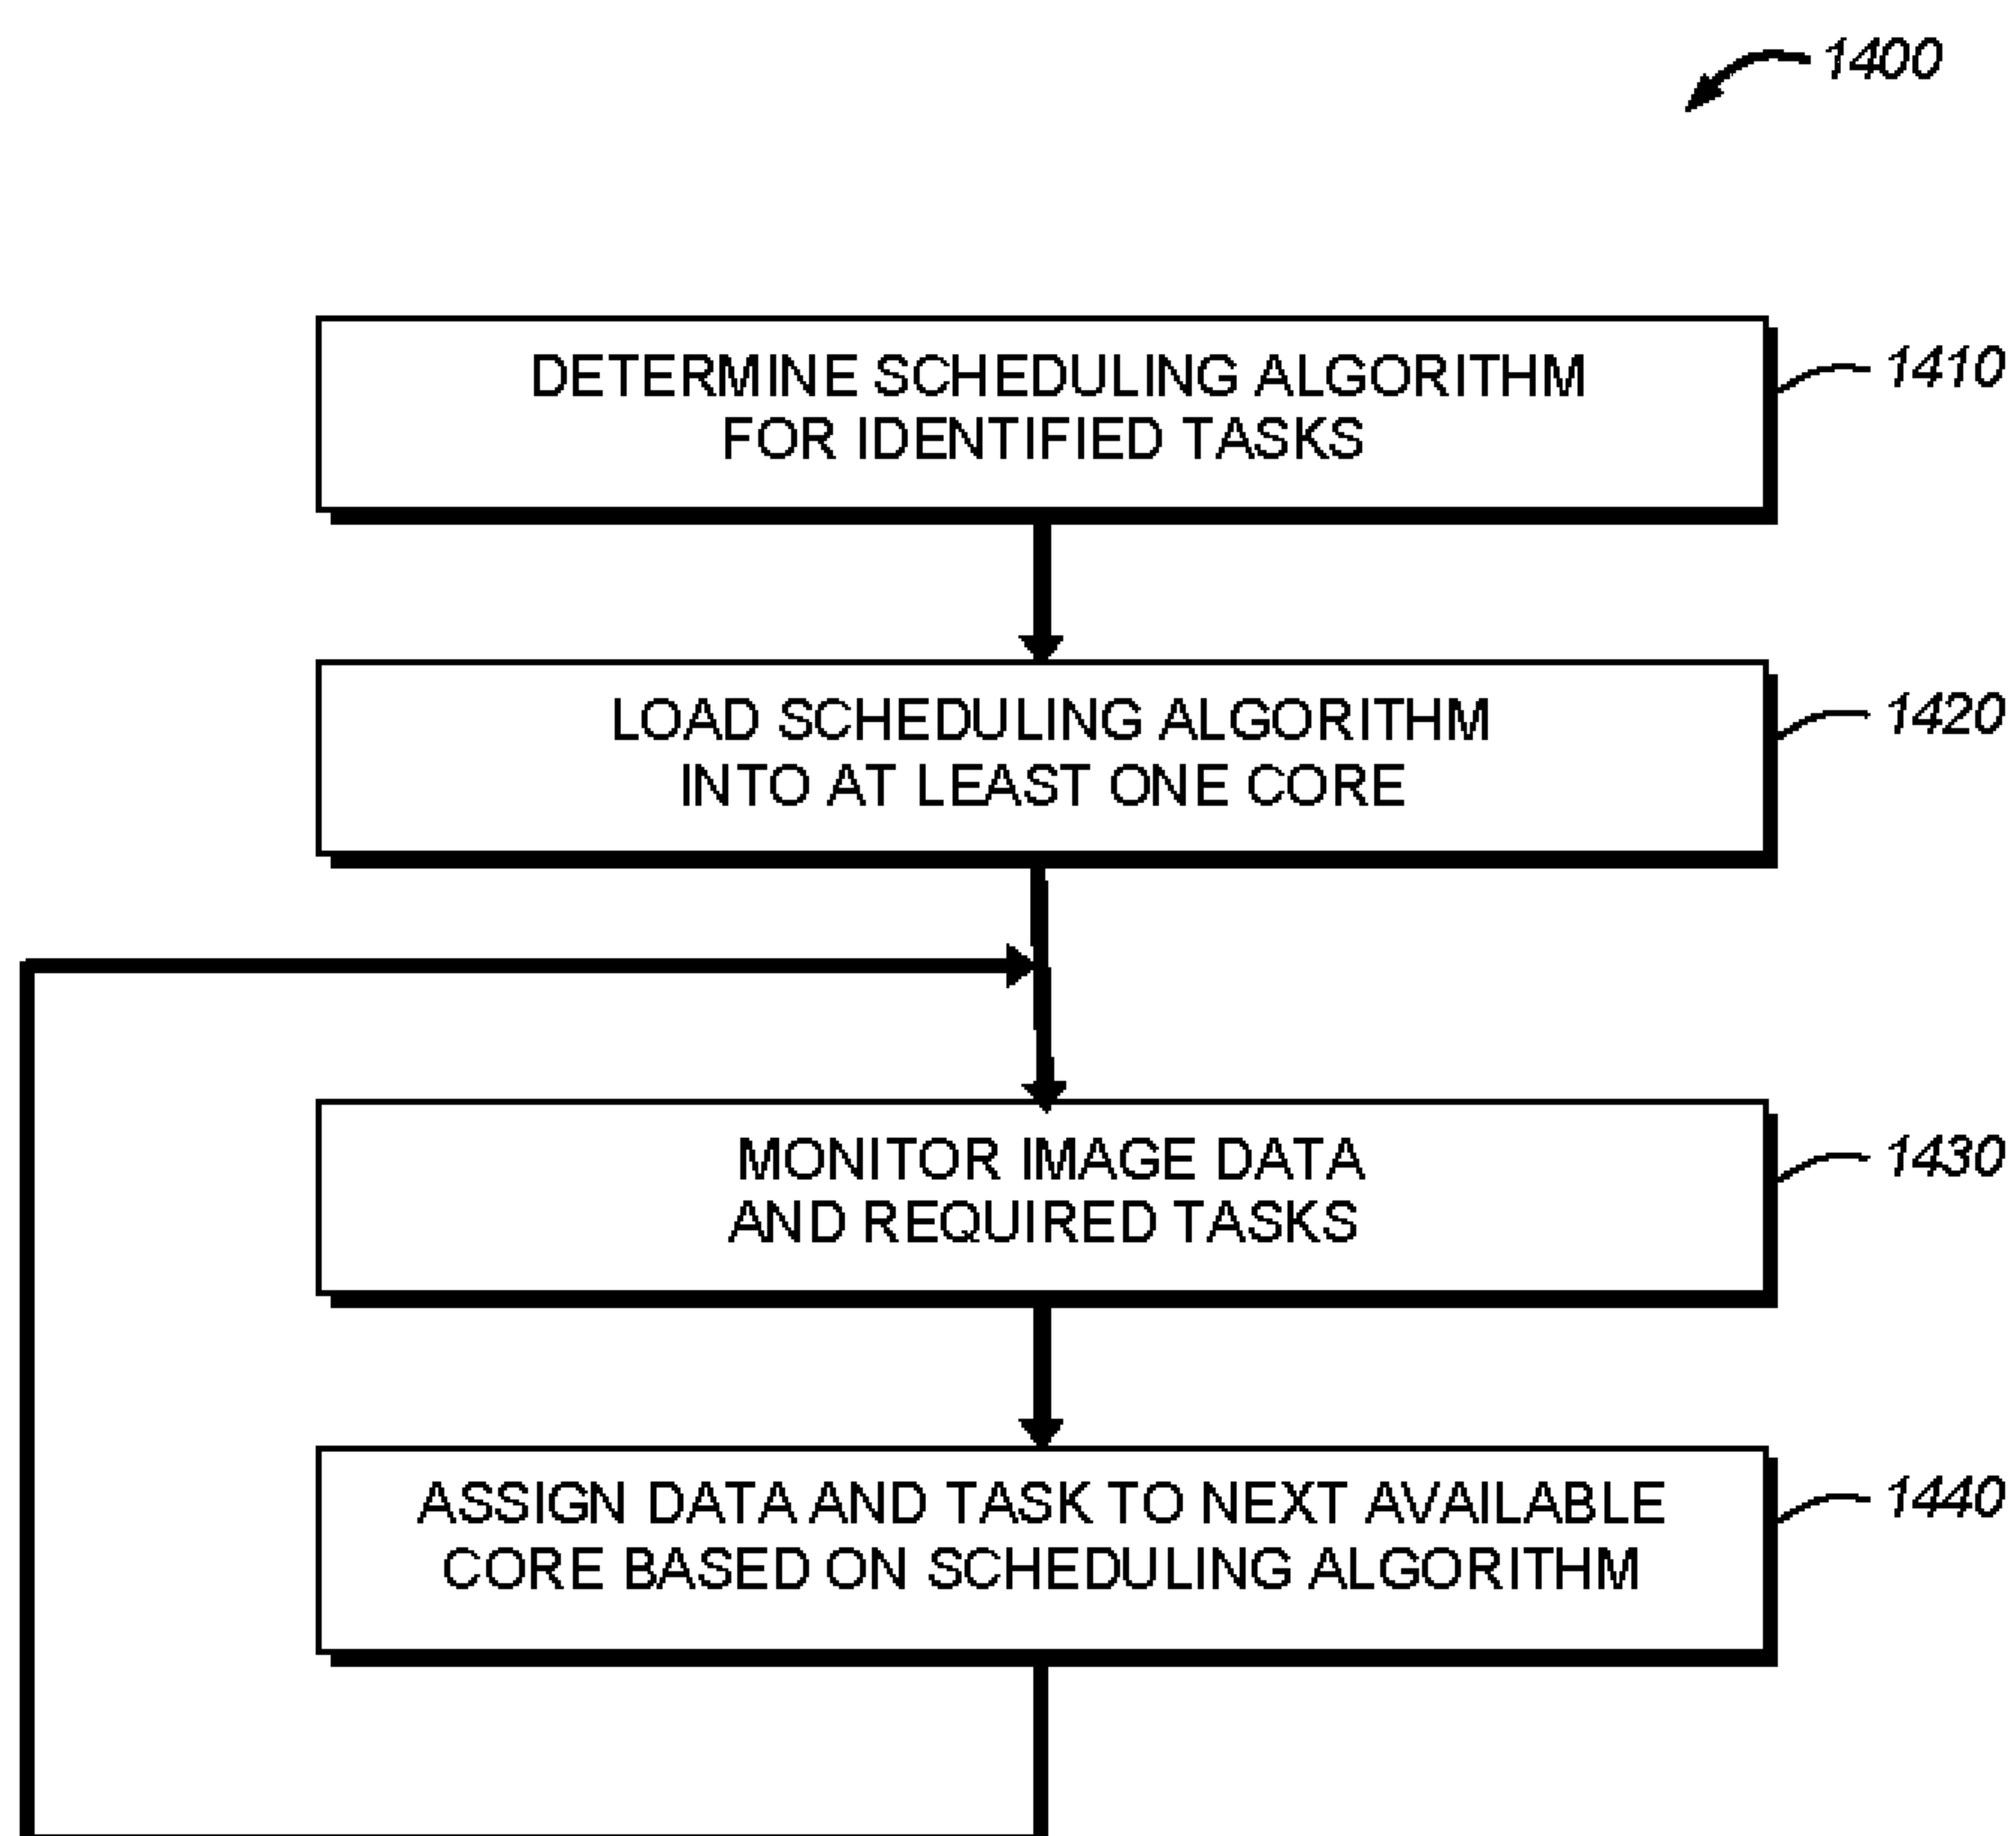 1400
DETERMINE SCHEDULING ALGORITHM
FOR IDENTIFIED TASKS
1410
LOAD SCHEDULING ALGORITHM
INTO AT LEAST ONE CORE
1420
MONITOR IMAGE DATA
AND REQUIRED TASKS
1430
ASSIGN DATA AND TASK TO NEXT AVAILABLE
CORE BASED ON SCHEDULING ALGORITHM
1440